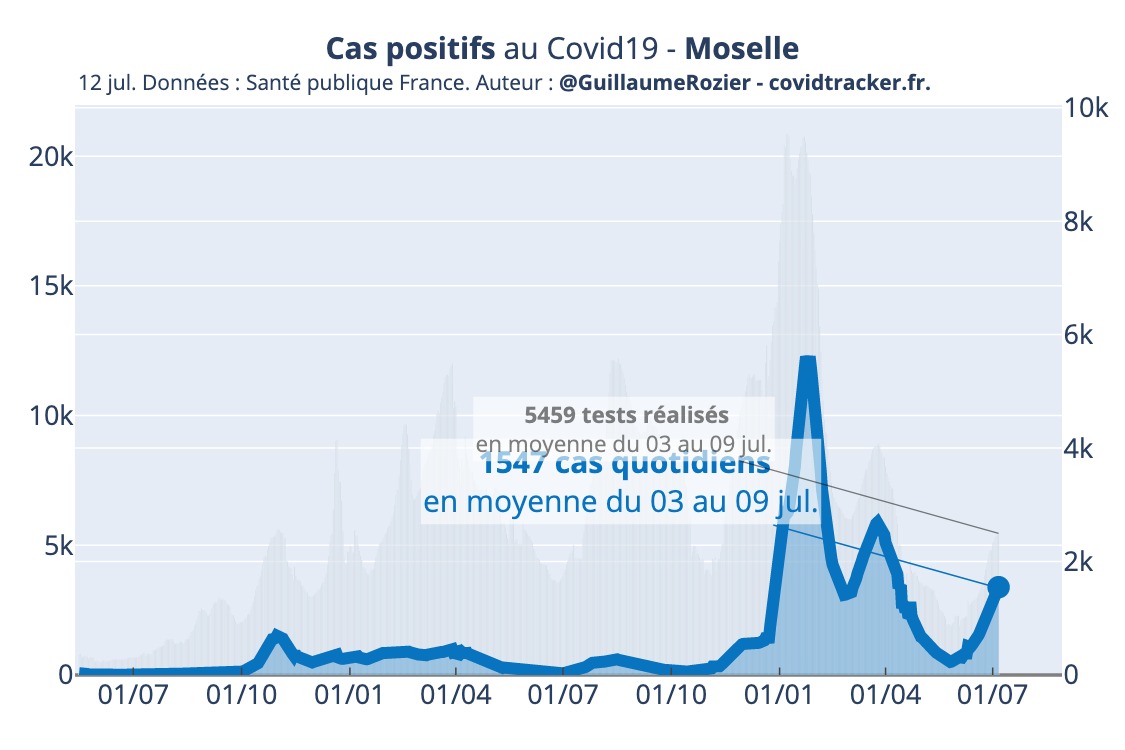 Cas positifs au Covid19 - Moselle
12 jul. Données : Santé publique France. Auteur : @GuillaumeRozier - covidtracker.fr.
10k
20k
8k
15k
6k
5459 tests réalisés
10k
en moyenne du 03 au 09 jul.
4k
1547 cas quotidiens
en moyenne du 03 au 09 jul.
5k
2k
0
0
01/07 01/10 01/01 01/04 01/07 01/10 01/01 01/04 01/07